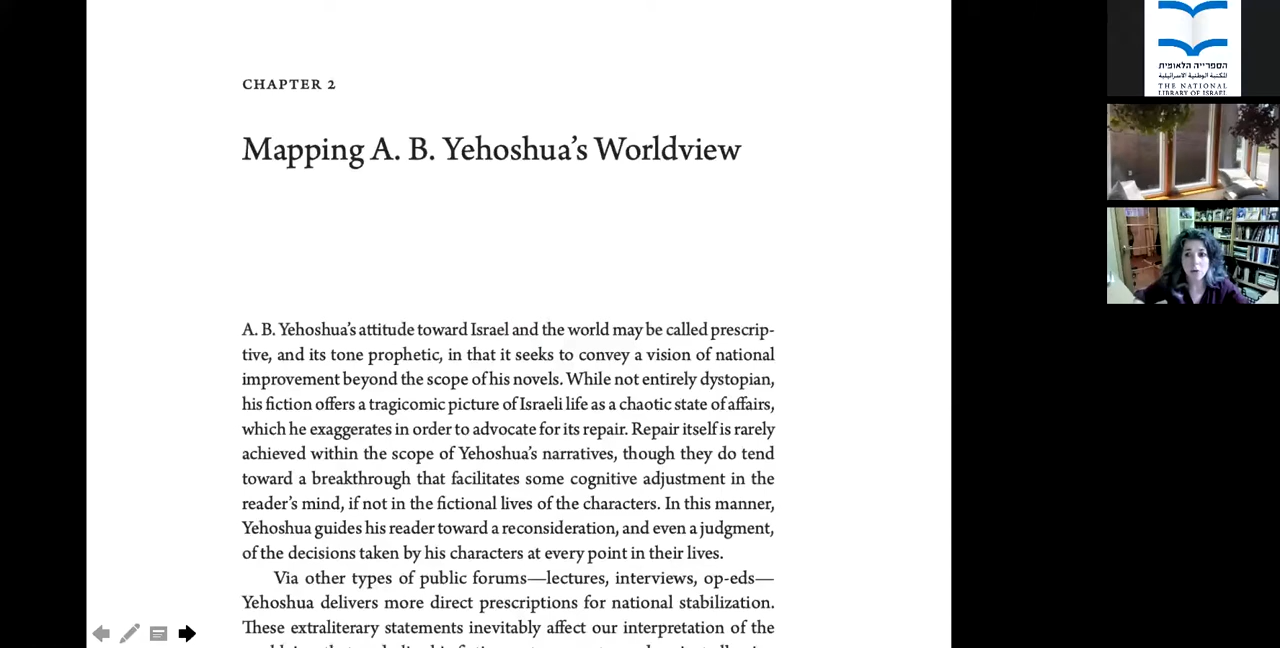 CHAPTER 2
Mapping A. B. Yehoshua's Worldview
A. B. Yehoshua's attitude toward Israel and the world may be called prescrip-
tive, and its tone prophetic, in that it seeks to convey a vision of national
improvement beyond the scope of his novels. While not entirely dystopian,
his fiction offers a tragicomic picture of Israeli life as a chaotic state of affairs,
which he exaggerates in order to advocate for its repair. Repair itself is rarely
achieved within the scope of Yehoshua's narratives, though they do tend
toward a breakthrough that facilitates some cognitive adjustment in the
reader's mind, if not in the fictional lives of the characters. In this manner,
Yehoshua guides his reader toward a reconsideration, and even a judgment,
of the decisions taken by his characters at every point in their lives.
Via other types of public forums—lectures, interviews, op-eds—
Yehoshua delivers more direct prescriptions for national stabilization.
These extraliterary statements inevitably affect our interpretation of the
הספרייה הלאומית
المكتبة الوطنية الاسرائيلية
THE NATIONAL
LIBRARY OF ISRAEL